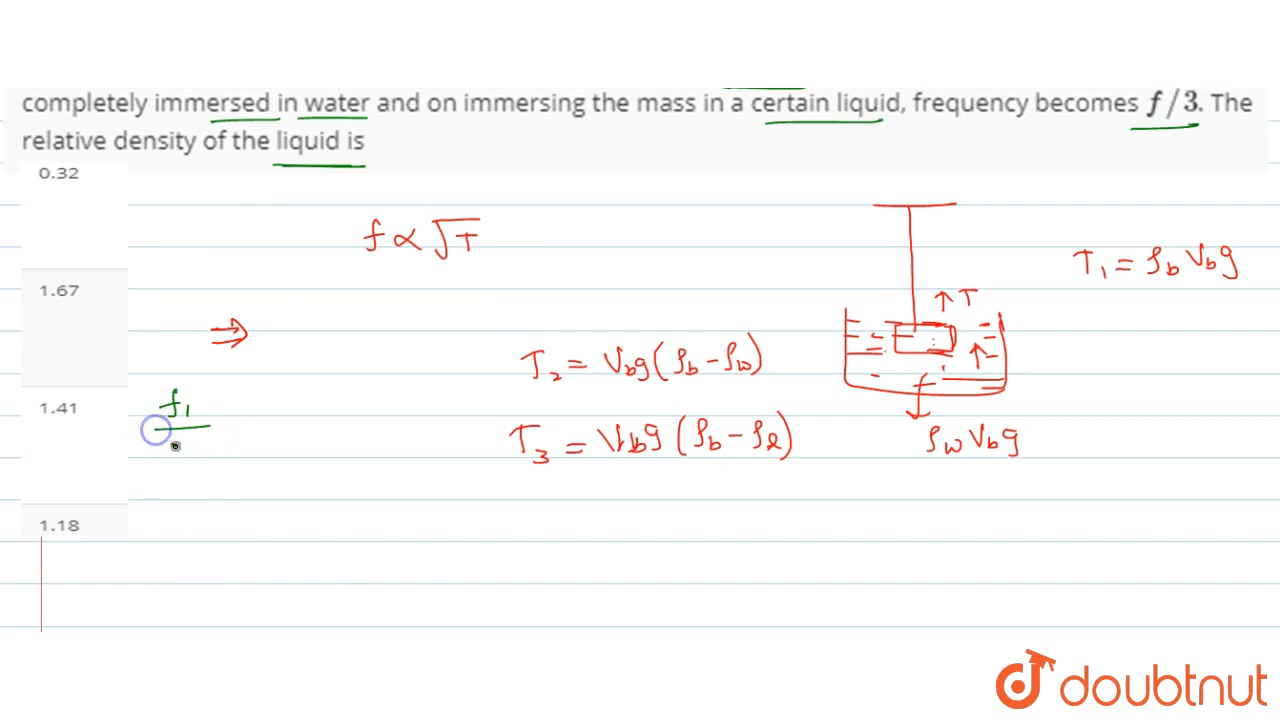 completely immersed in water and on immersing the mass in a certain liquid, frequency becomes f/3. The
relative density of the liquid is
0.32
1.67
1.41
1.18
f ∝ √T
⇒
f₁
T₂ = V_b g (ρ_b − ρ_w)
T₃ = V_b g (ρ_b − ρ_l)
T₁ = ρ_b V_b g
↑ T
ρ_w V_b g
doubtnut